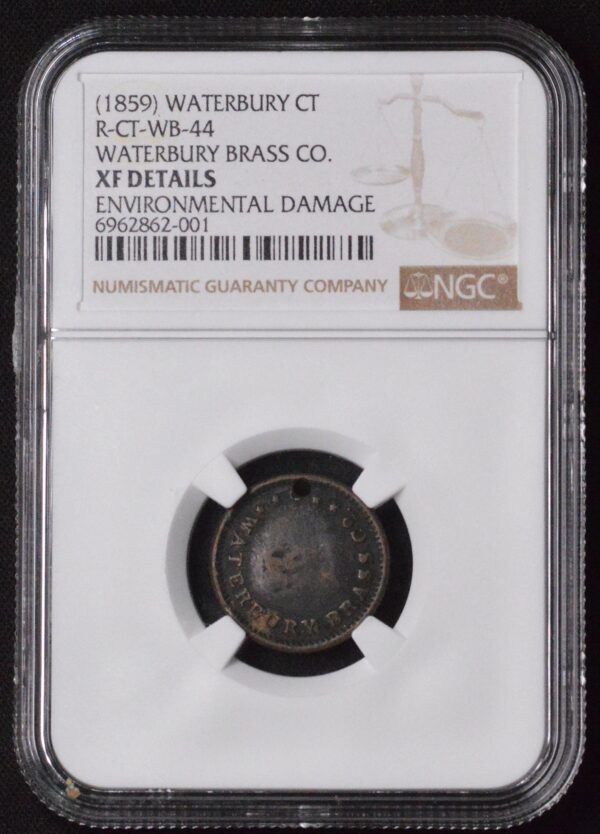 (1859) WATERBURY CT
R-CT-WB-44
WATERBURY BRASS CO.
XF DETAILS
ENVIRONMENTAL DAMAGE
6962862-001
NUMISMATIC GUARANTY COMPANY
NGC®
WATERBURY BRASS CO